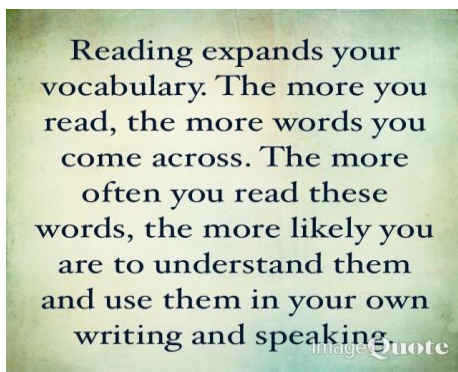 Reading expands your
vocabulary. The more you
read, the more words you
come across. The more
often you read these
words, the more likely you
are to understand them
and use them in your own
writing and speaking.
ImageQuote